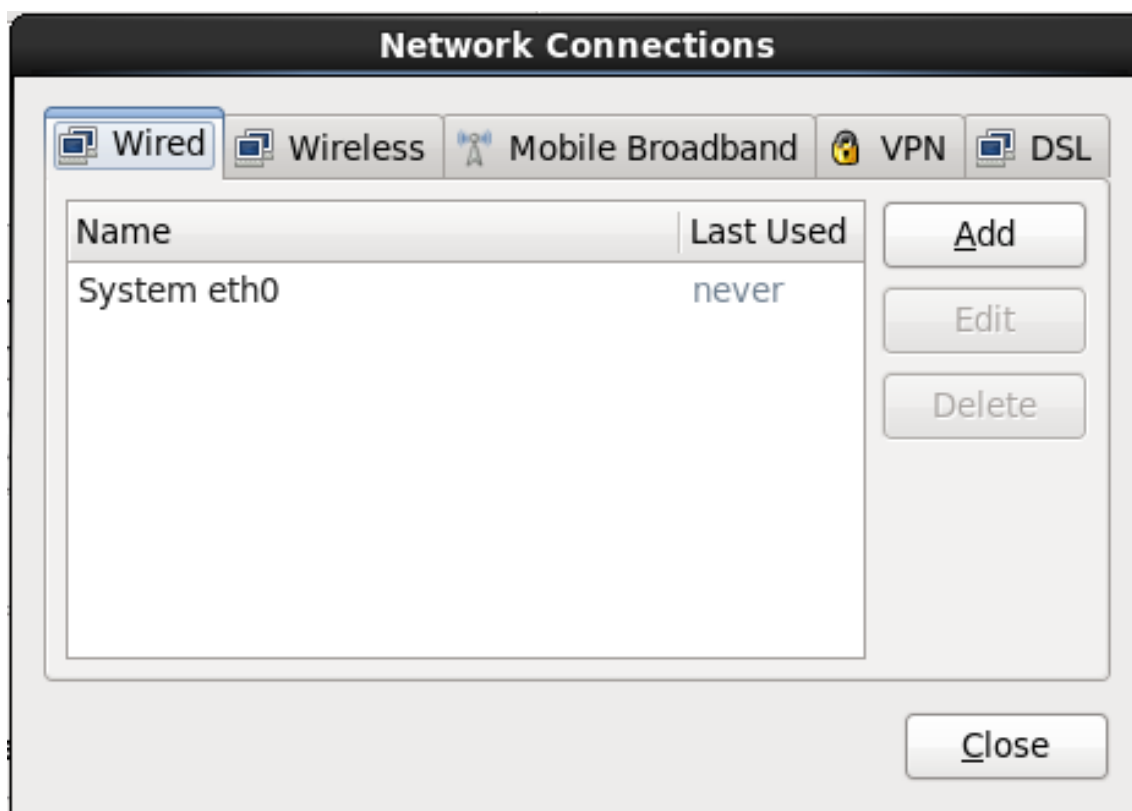 Network Connections
Wired Wireless Mobile Broadband VPN DSL
Name Last Used Add
System eth0 never
Edit
Delete
Close